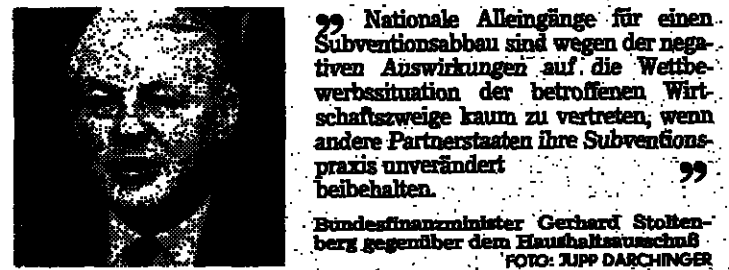 „ Nationale Alleingänge für einen
Subventionsabbau sind wegen der nega-
tiven Auswirkungen auf die Wettbe-
werbssituation der betroffenen Wirt-
schaftszweige kaum zu vertreten, wenn
andere Partnerstaaten ihre Subventions-
praxis unverändert
beibehalten. ”
Bundesfinanzminister Gerhard Stolten-
berg gegenüber dem Haushaltsausschuß
FOTO: JUPP DARCHINGER